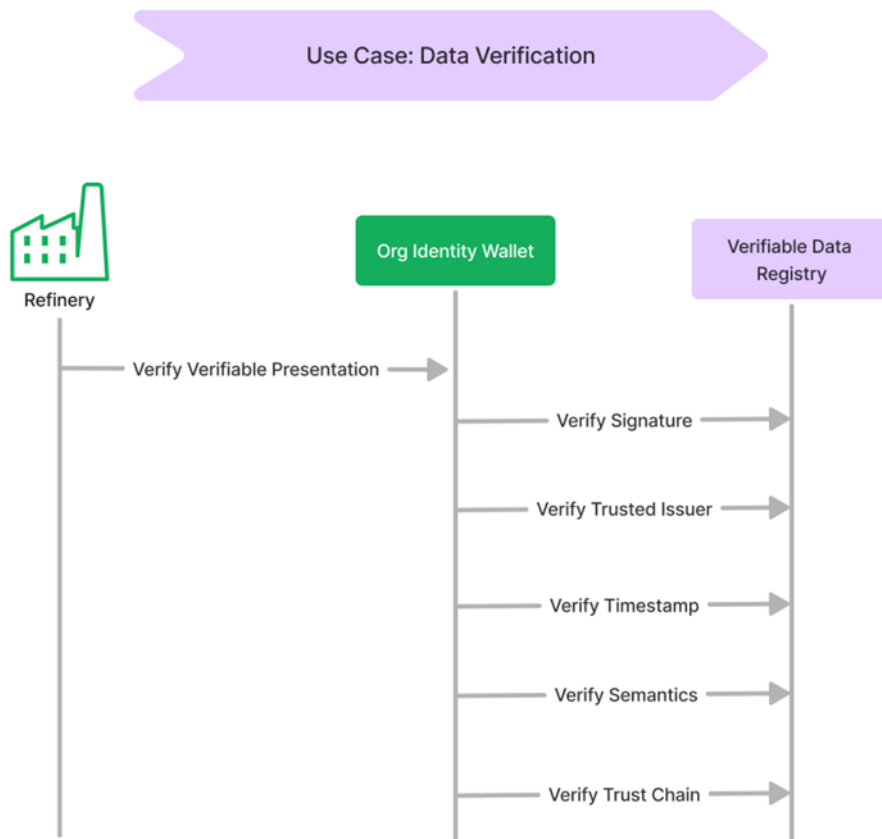 Use Case: Data Verification
Refinery
Org Identity Wallet
Verifiable Data
Registry
Verify Verifiable Presentation
Verify Signature
Verify Trusted Issuer
Verify Timestamp
Verify Semantics
Verify Trust Chain